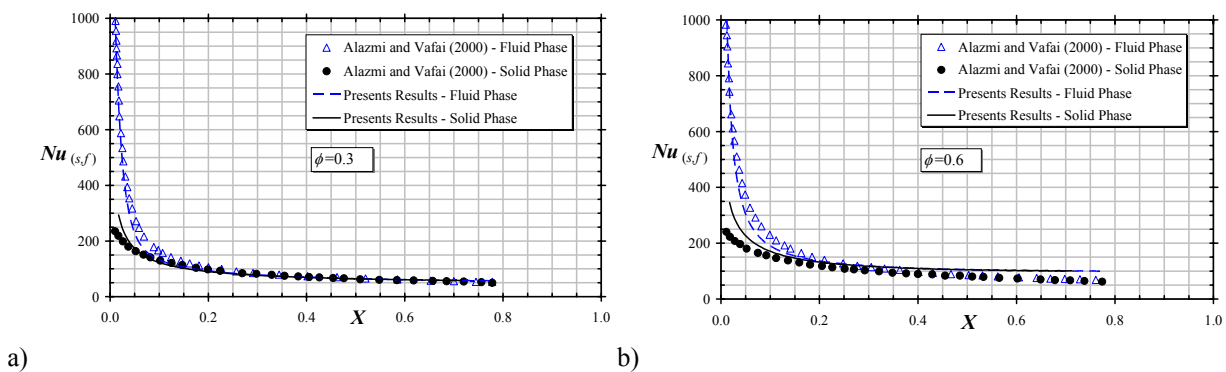 1000
800
600
400
200
0
Nu (s,f)
Alazmi and Vafai (2000) - Fluid Phase
Alazmi and Vafai (2000) - Solid Phase
Presents Results - Fluid Phase
Presents Results - Solid Phase
ϕ=0.3
0.0 0.2 0.4 0.6 0.8 1.0
X
a)
1000
800
600
400
200
0
Nu (s,f)
Alazmi and Vafai (2000) - Fluid Phase
Alazmi and Vafai (2000) - Solid Phase
Presents Results - Fluid Phase
Presents Results - Solid Phase
ϕ=0.6
0.0 0.2 0.4 0.6 0.8 1.0
X
b)